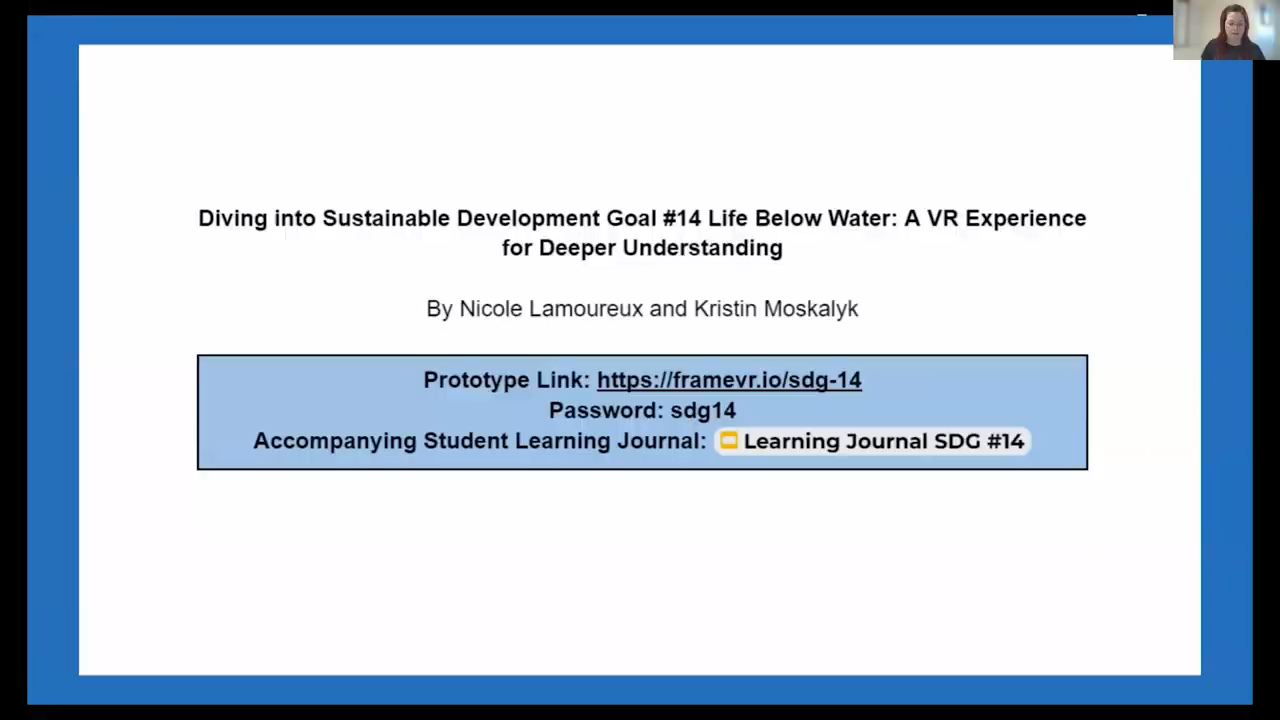 Diving into Sustainable Development Goal #14 Life Below Water: A VR Experience
for Deeper Understanding
By Nicole Lamoureux and Kristin Moskalyk
Prototype Link: https://framevr.io/sdg-14
Password: sdg14
Accompanying Student Learning Journal: Learning Journal SDG #14